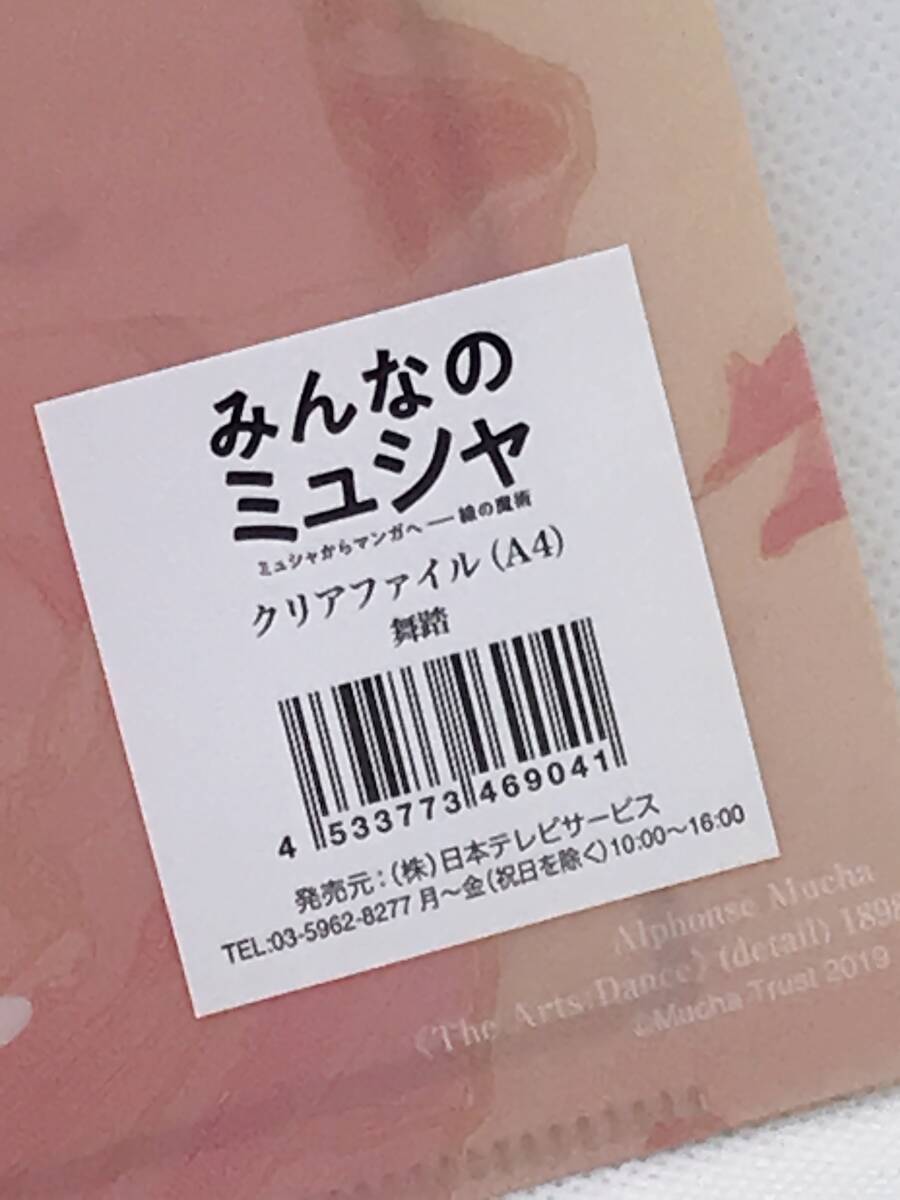 みんなの
ミュシャ
ミュシャからマンガへ――線の魔術
クリアファイル(A4)
舞踏
4 533773 469041
発売元:(株)日本テレビサービス
TEL:03-5962-8277 月〜金(祝日を除く)10:00〜16:00
Alphonse Mucha
《The Arts:Dance》(detail) 1898
©Mucha Trust 2019